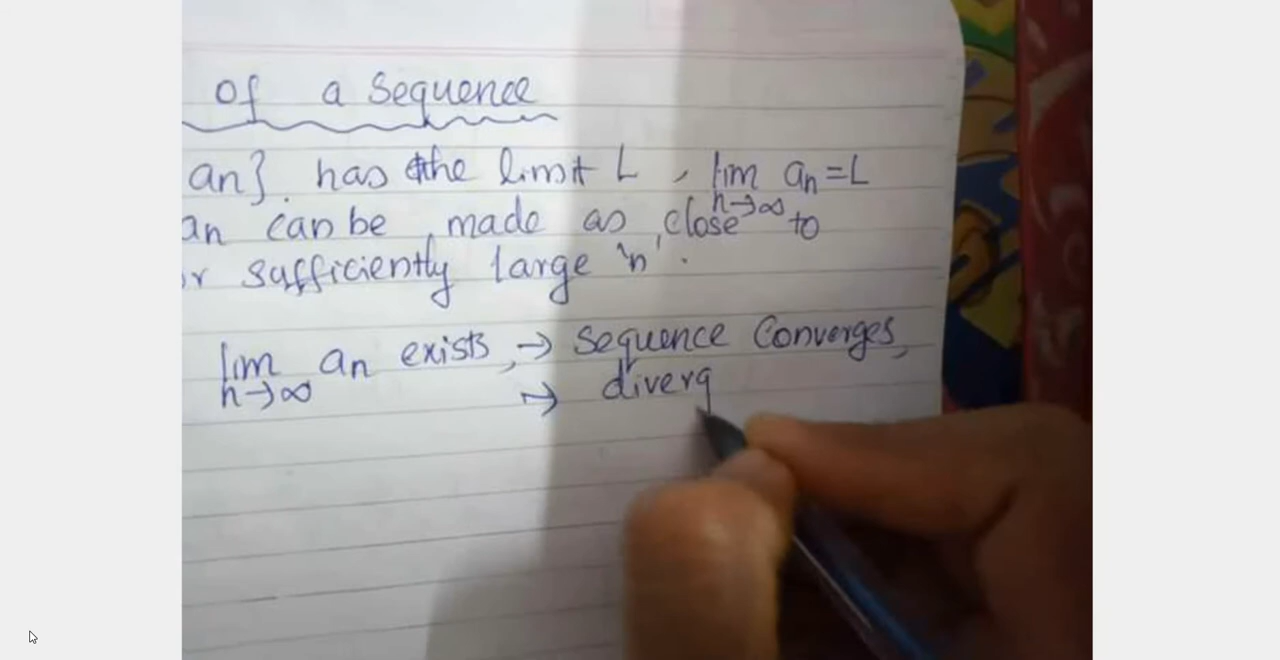 of a Sequence
an} has the limit L, lim an = L
n→∞
an can be made as close to
or sufficiently large 'n'.
lim an exists, → sequence Converges,
n→∞ → diverg